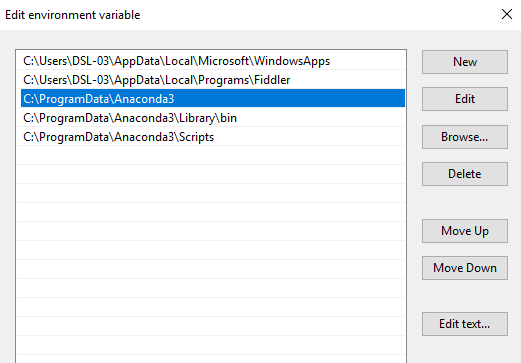 Edit environment variable
C:\Users\DSL-03\AppData\Local\Microsoft\WindowsApps
C:\Users\DSL-03\AppData\Local\Programs\Fiddler
C:\ProgramData\Anaconda3
C:\ProgramData\Anaconda3\Library\bin
C:\ProgramData\Anaconda3\Scripts
New
Edit
Browse...
Delete
Move Up
Move Down
Edit text...